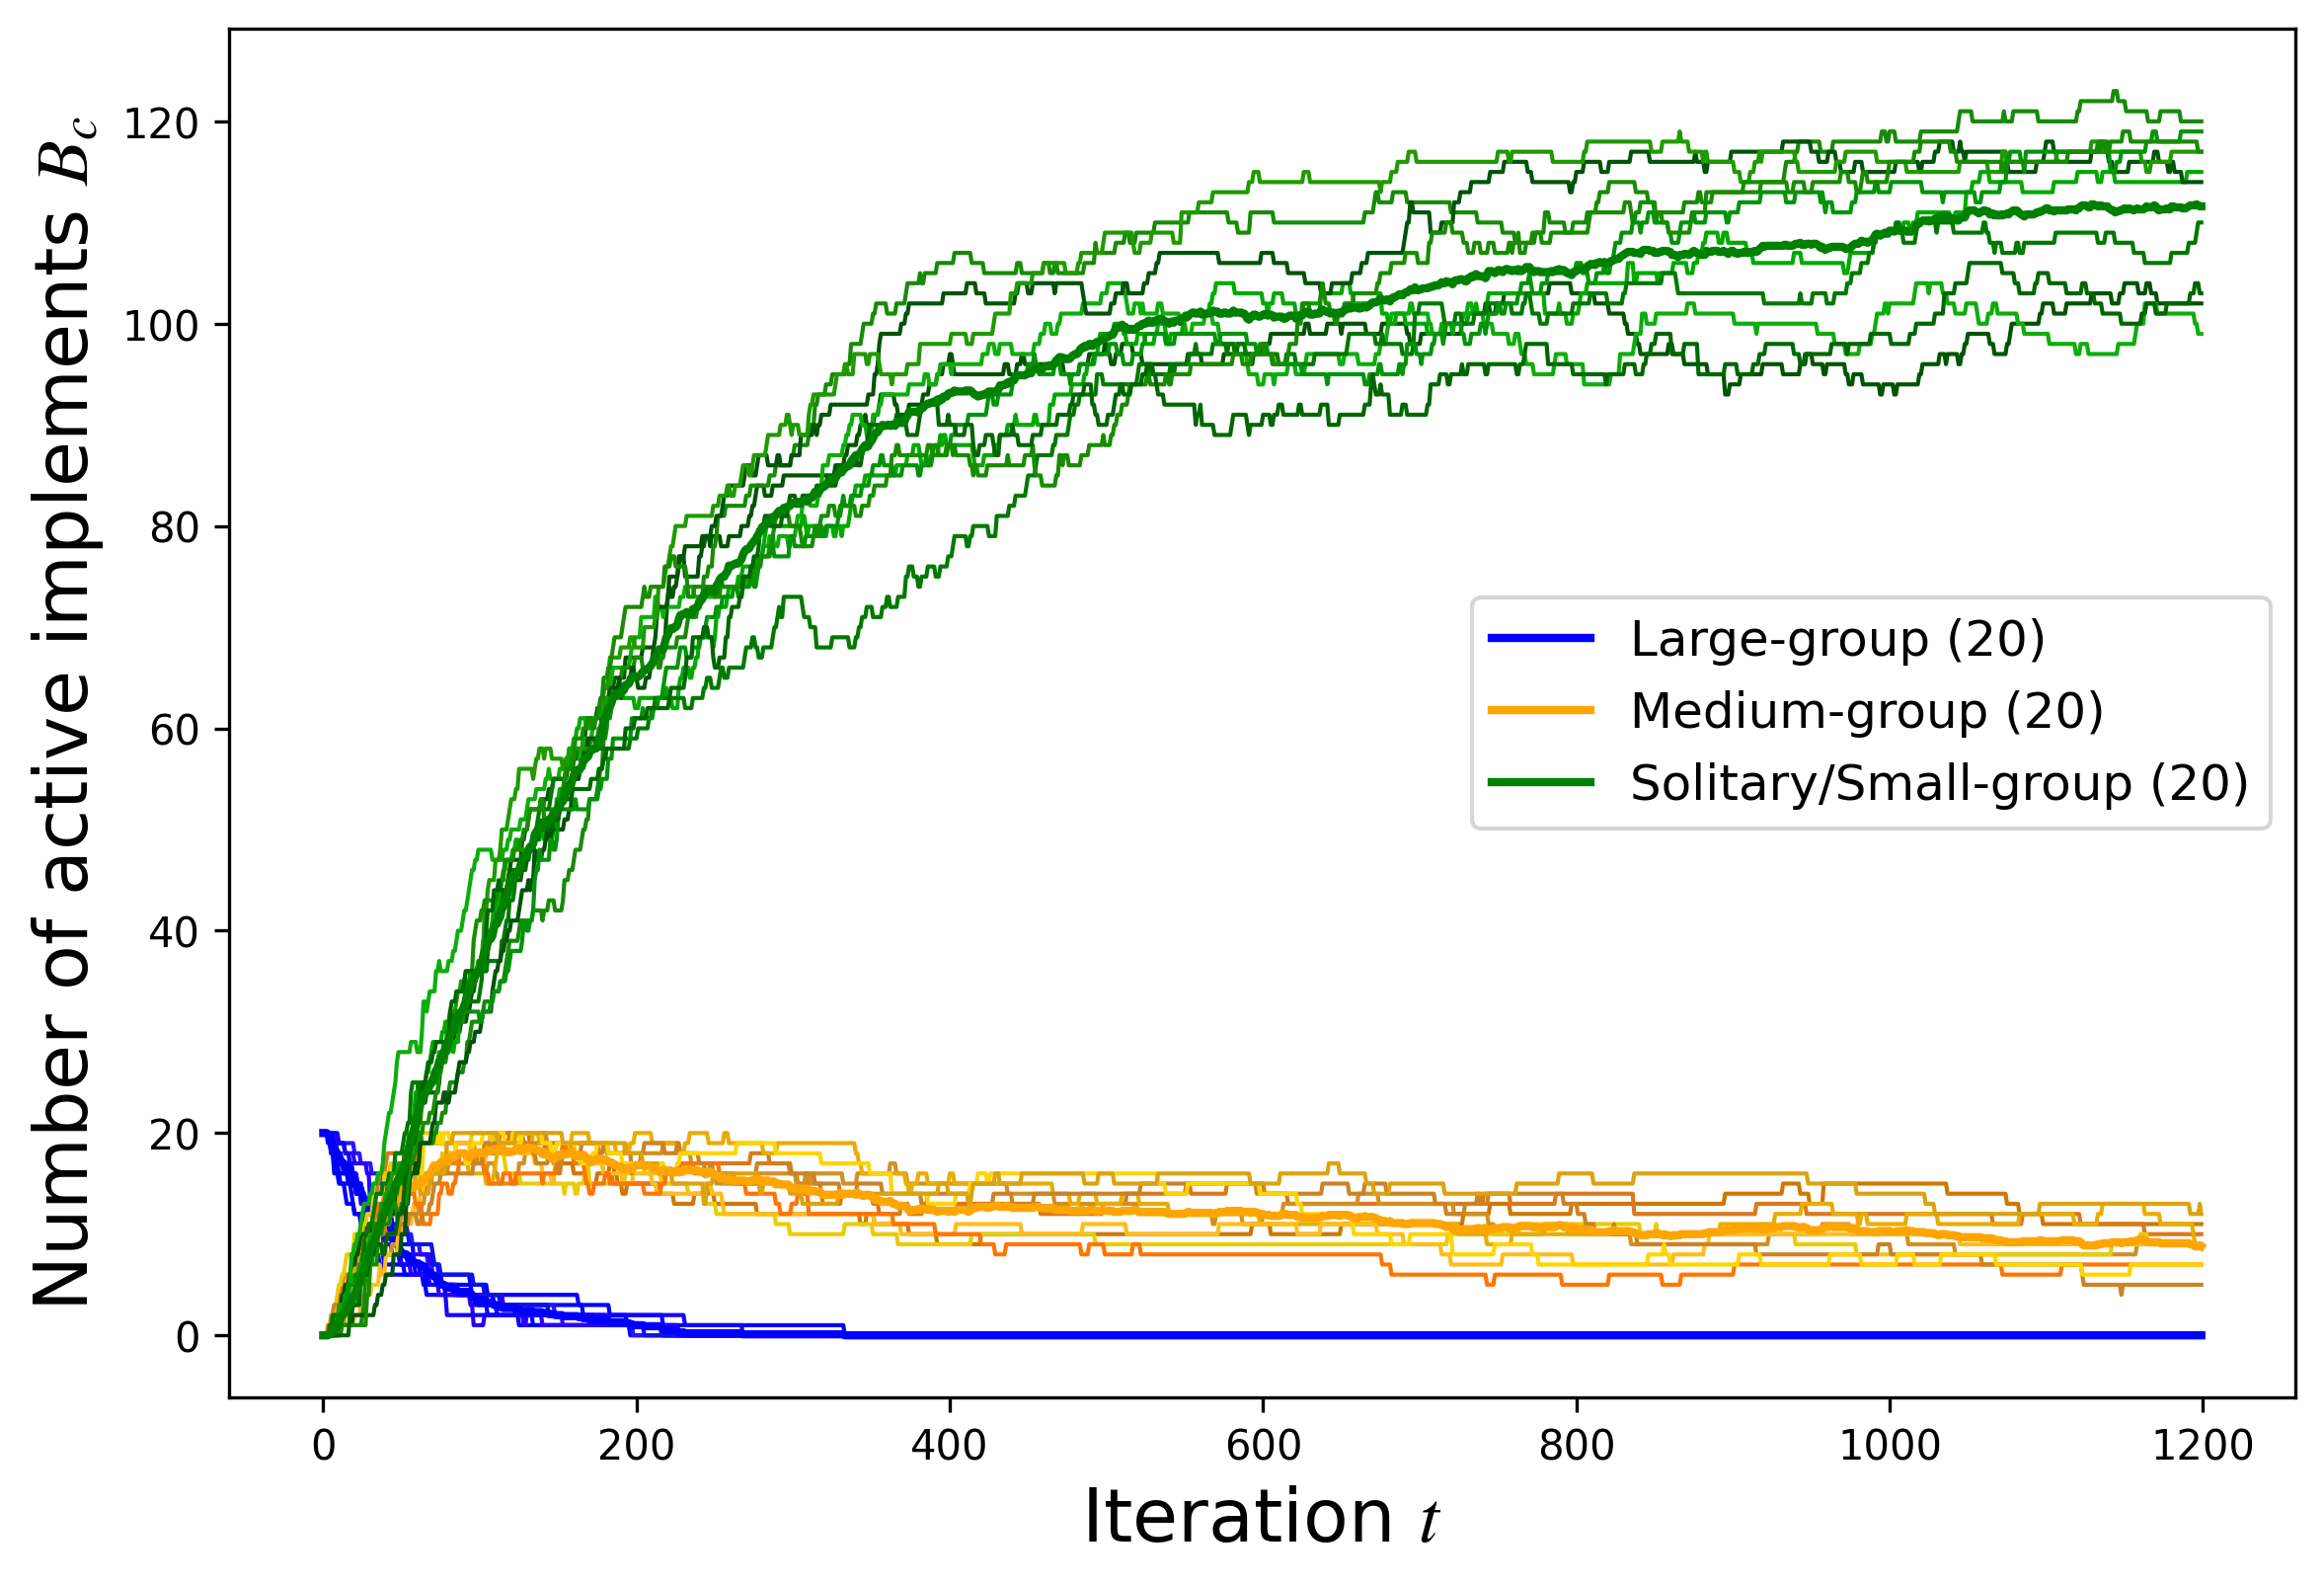 Number of active implements B_c
120
100
80
60
40
20
0
Large-group (20)
Medium-group (20)
Solitary/Small-group (20)
0 200 400 600 800 1000 1200
Iteration t